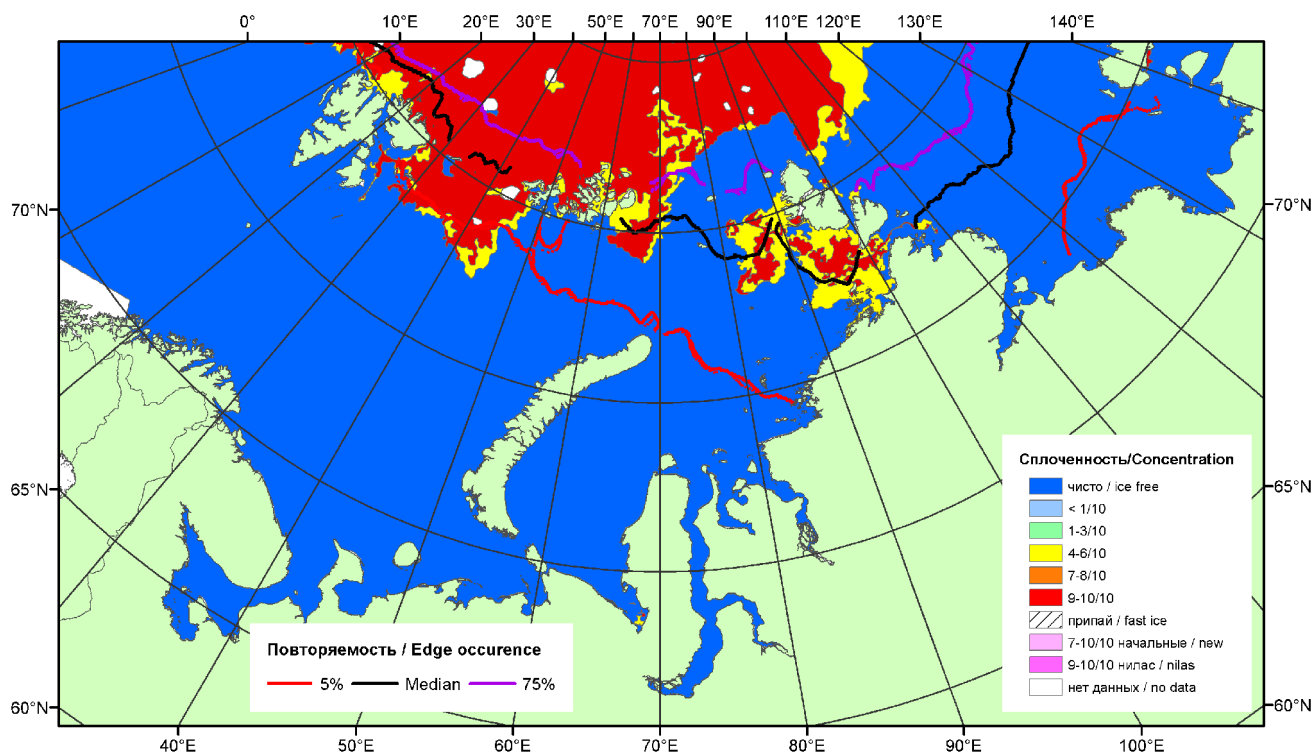 0° 10°E 20°E 30°E 50°E 70°E 90°E 110°E 120°E 130°E 140°E
70°N 70°N
65°N 65°N
60°N 60°N
Сплоченность/Concentration
чисто / ice free
< 1/10
1-3/10
4-6/10
7-8/10
9-10/10
припай / fast ice
7-10/10 начальные / new
9-10/10 нилас / nilas
нет данных / no data
Повторяемость / Edge occurence
5% Median 75%
40°E 50°E 60°E 70°E 80°E 90°E 100°E